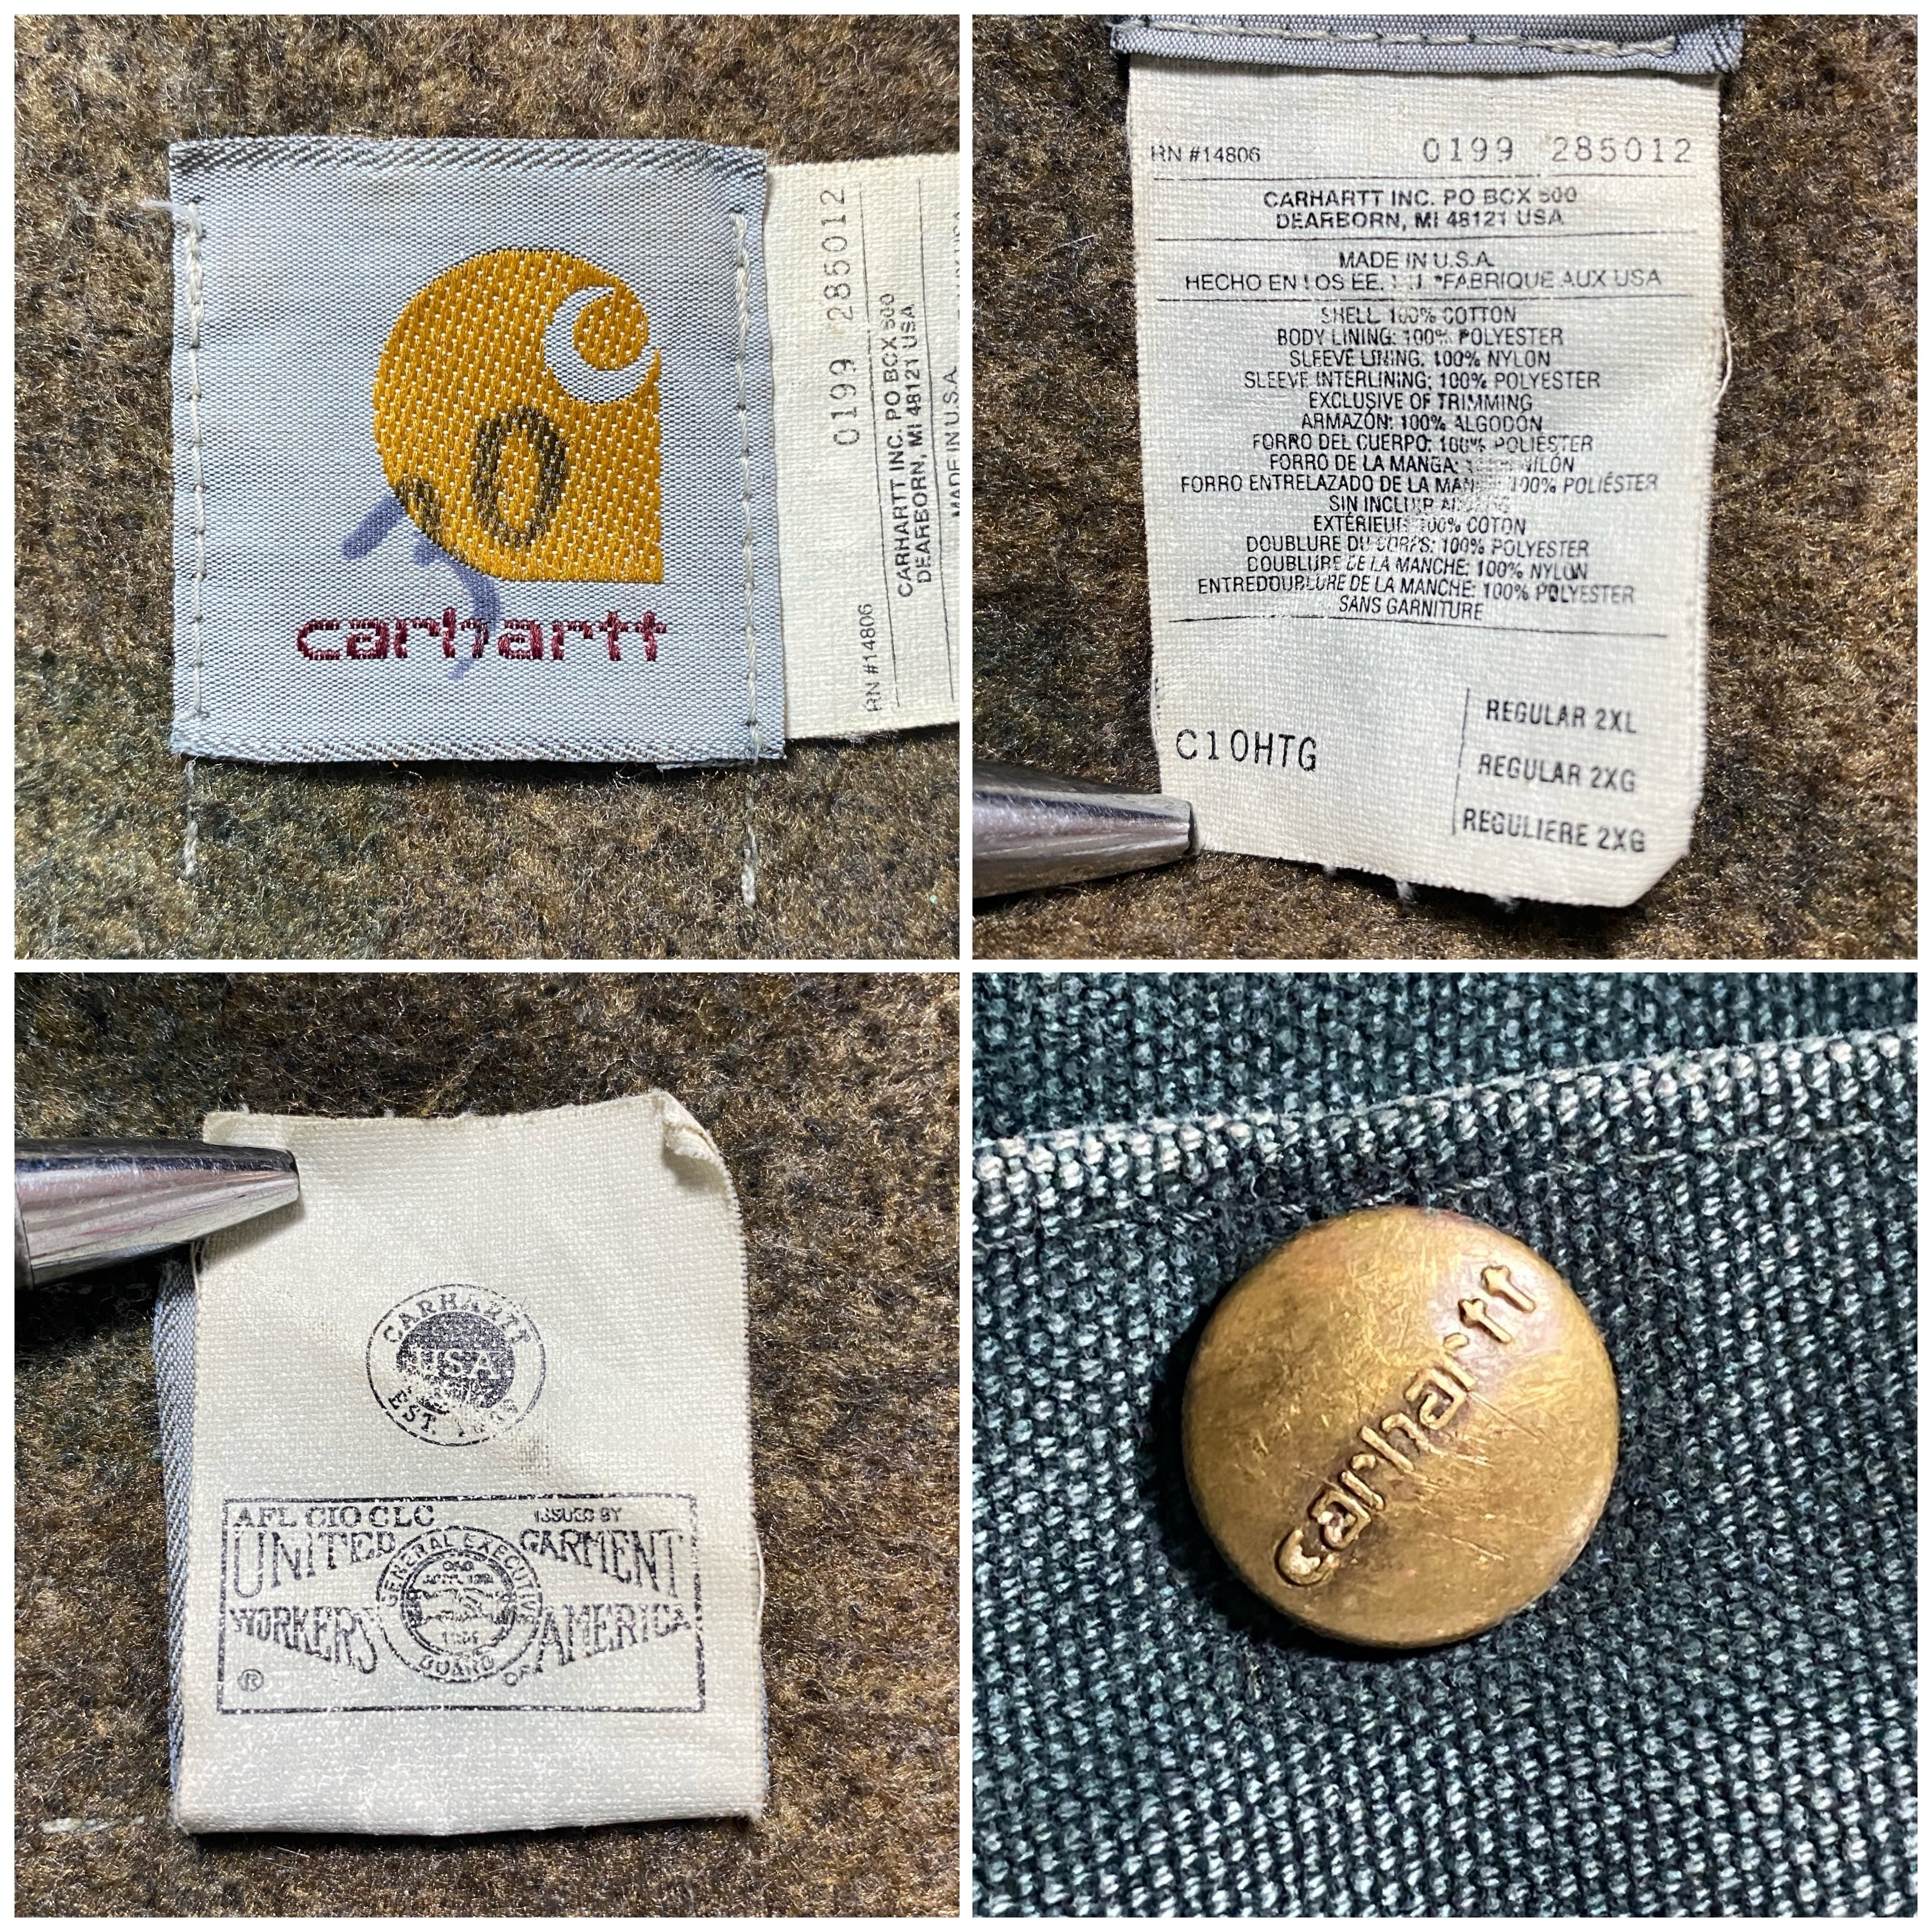 carhartt
RN #14806
0199 285012
CARHARTT INC. PO BOX 500
DEARBORN, MI 48121 USA
MADE IN U.S.A.
RN #14806 0199 285012
CARHARTT INC. PO BOX 500
DEARBORN, MI 48121 USA
MADE IN U.S.A.
HECHO EN LOS EE. *FABRIQUE AUX USA
SHELL 100% COTTON
BODY LINING: 100% POLYESTER
SLEEVE LINING: 100% NYLON
SLEEVE INTERLINING: 100% POLYESTER
EXCLUSIVE OF TRIMMING
ARMAZÓN: 100% ALGODÓN
FORRO DEL CUERPO: 100% POLIÉSTER
FORRO DE LA MANGA: NILÓN
FORRO ENTRELAZADO DE LA 100% POLIÉSTER
SIN INCLUIR
EXTÉRIEUR 100% COTON
DOUBLURE DU CORPS: 100% POLYESTER
DOUBLURE DE LA MANCHE: 100% NYLON
ENTREDOUBLURE DE LA MANCHE: 100% POLYESTER
SANS GARNITURE
C10HTG
REGULAR 2XL
REGULAR 2XG
REGULIERE 2XG
CARHARTT
USA
EST.
AFL CIO CLC ISSUED BY
UNITED GARMENT
WORKERS OF AMERICA
GENERAL EXECUTIVE
BOARD
®
carhartt